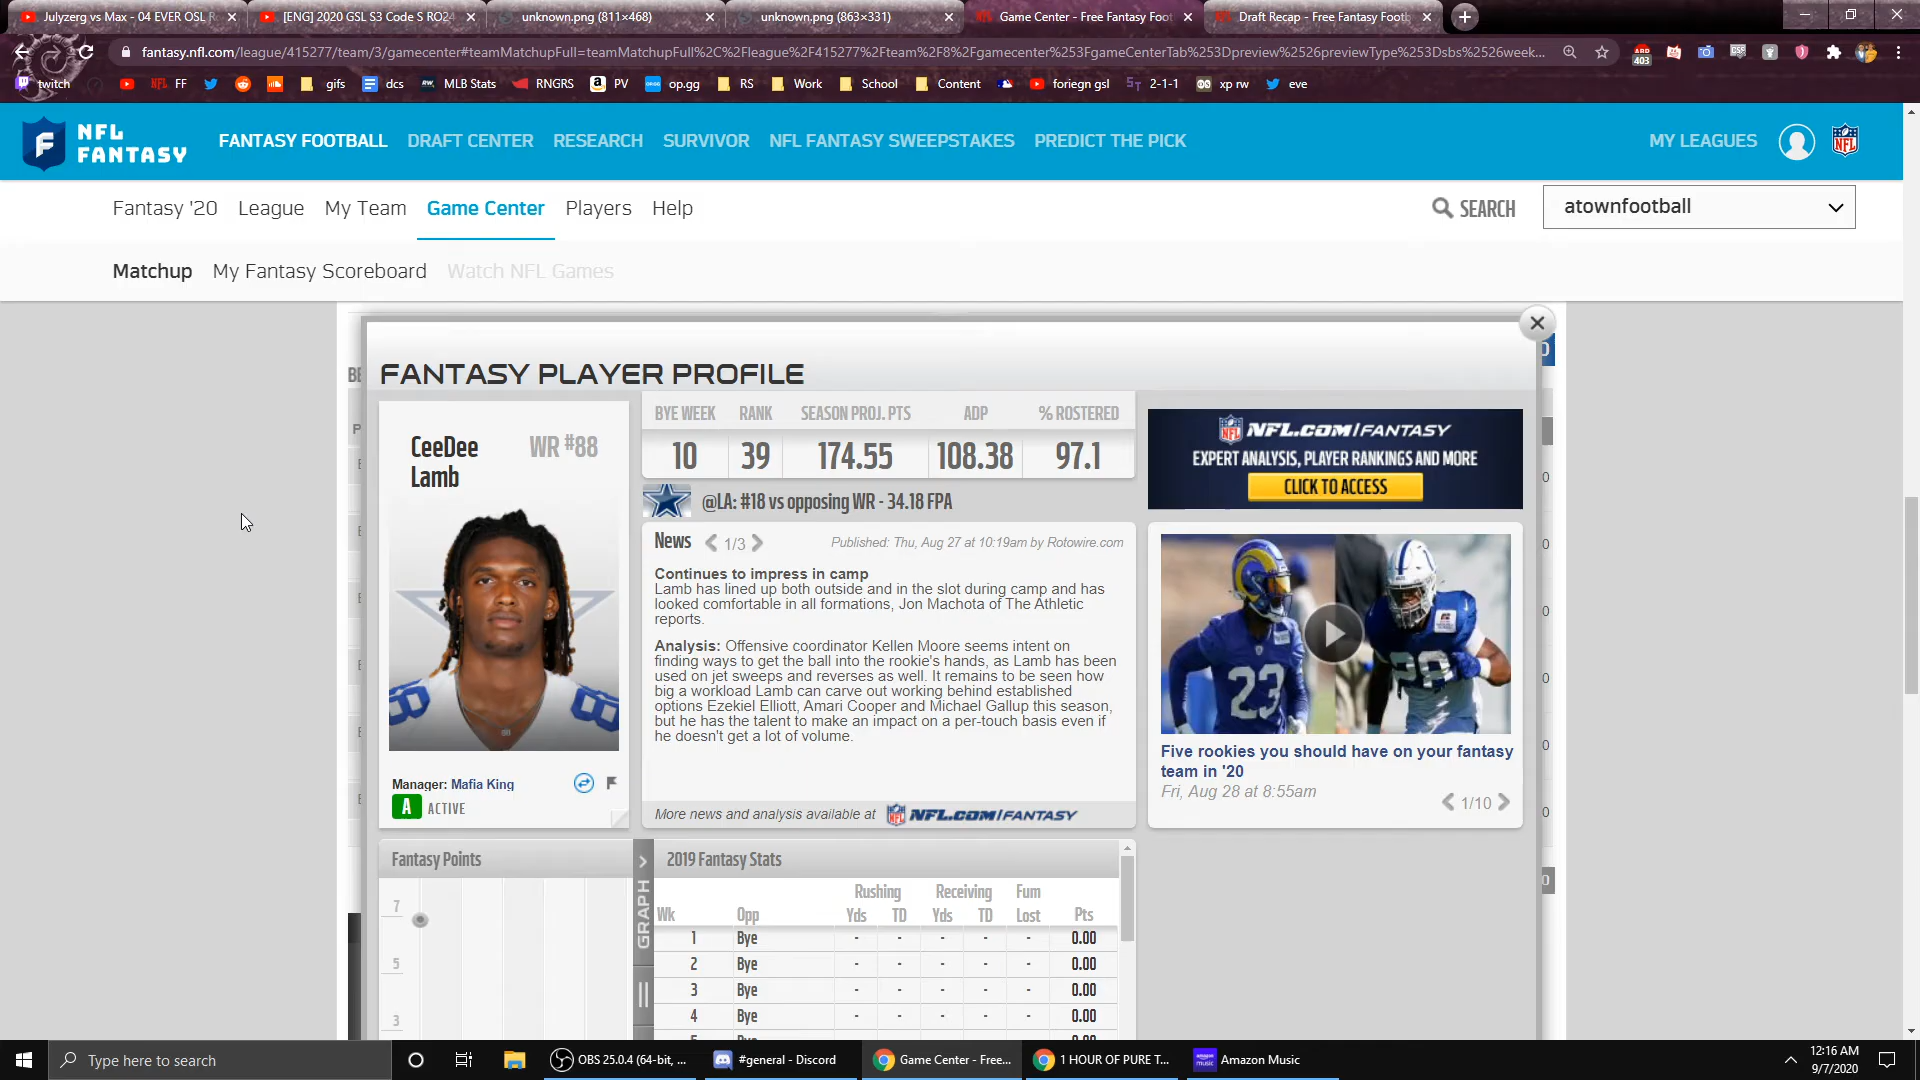 Julyzerg vs Max - 04 EVER OSL R
[ENG] 2020 GSL S3 Code S RO24
unknown.png (811×468)
unknown.png (863×331)
Game Center - Free Fantasy Foot
Draft Recap - Free Fantasy Footb
fantasy.nfl.com/league/415277/team/3/gamecenter#teamMatchupFull=teamMatchupFull%2C%2Fleague%2F415277%2Fteam%2F8%2Fgamecenter%253FgameCenterTab%253Dpreview%2526previewType%253Dsbs%2526week...
403
twitch
FF
gifs
dcs
MLB Stats
RNGRS
PV
op.gg
RS
Work
School
Content
foriegn gsl
2-1-1
xp rw
eve
NFL
FANTASY
FANTASY FOOTBALL
DRAFT CENTER
RESEARCH
SURVIVOR
NFL FANTASY SWEEPSTAKES
PREDICT THE PICK
MY LEAGUES
Fantasy '20
League
My Team
Game Center
Players
Help
SEARCH
atownfootball
Matchup
My Fantasy Scoreboard
Watch NFL Games
FANTASY PLAYER PROFILE
CeeDee
Lamb
WR #88
BYE WEEK
RANK
SEASON PROJ. PTS
ADP
% ROSTERED
10
39
174.55
108.38
97.1
@LA: #18 vs opposing WR - 34.18 FPA
News
1/3
Published: Thu, Aug 27 at 10:19am by Rotowire.com
Continues to impress in camp
Lamb has lined up both outside and in the slot during camp and has
looked comfortable in all formations, Jon Machota of The Athletic
reports.
Analysis: Offensive coordinator Kellen Moore seems intent on
finding ways to get the ball into the rookie's hands, as Lamb has been
used on jet sweeps and reverses as well. It remains to be seen how
big a workload Lamb can carve out working behind established
options Ezekiel Elliott, Amari Cooper and Michael Gallup this season,
but he has the talent to make an impact on a per-touch basis even if
he doesn't get a lot of volume.
More news and analysis available at NFL.COM/FANTASY
NFL.COM/FANTASY
EXPERT ANALYSIS, PLAYER RANKINGS AND MORE
CLICK TO ACCESS
23
28
Five rookies you should have on your fantasy
team in '20
Fri, Aug 28 at 8:55am
1/10
Manager: Mafia King
A ACTIVE
Fantasy Points
7
5
3
GRAPH
2019 Fantasy Stats
Rushing
Receiving
Fum
Wk
Opp
Yds
TD
Yds
TD
Lost
Pts
1 Bye - - - - - 0.00
2 Bye - - - - - 0.00
3 Bye - - - - - 0.00
4 Bye - - - - - 0.00
Type here to search
OBS 25.0.4 (64-bit, ...
#general - Discord
Game Center - Free...
1 HOUR OF PURE T...
Amazon Music
12:16 AM
9/7/2020